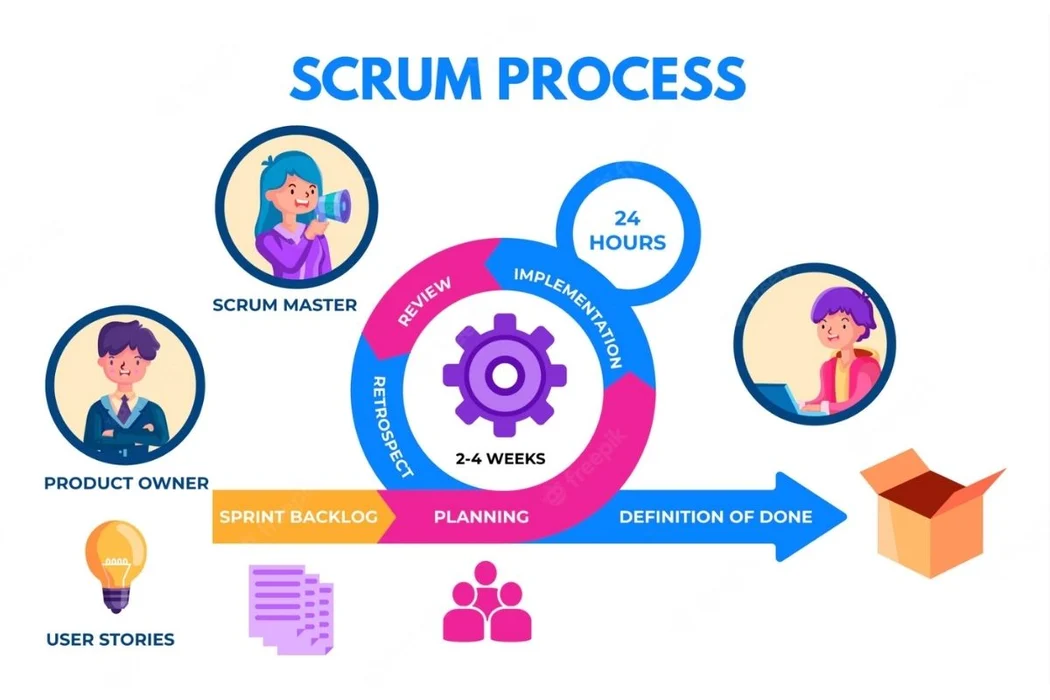 SCRUM PROCESS
24
HOURS
SCRUM MASTER
REVIEW
IMPLEMENTATION
RETROSPECT
2-4 WEEKS
PRODUCT OWNER
SPRINT BACKLOG
PLANNING
DEFINITION OF DONE
USER STORIES
freepik